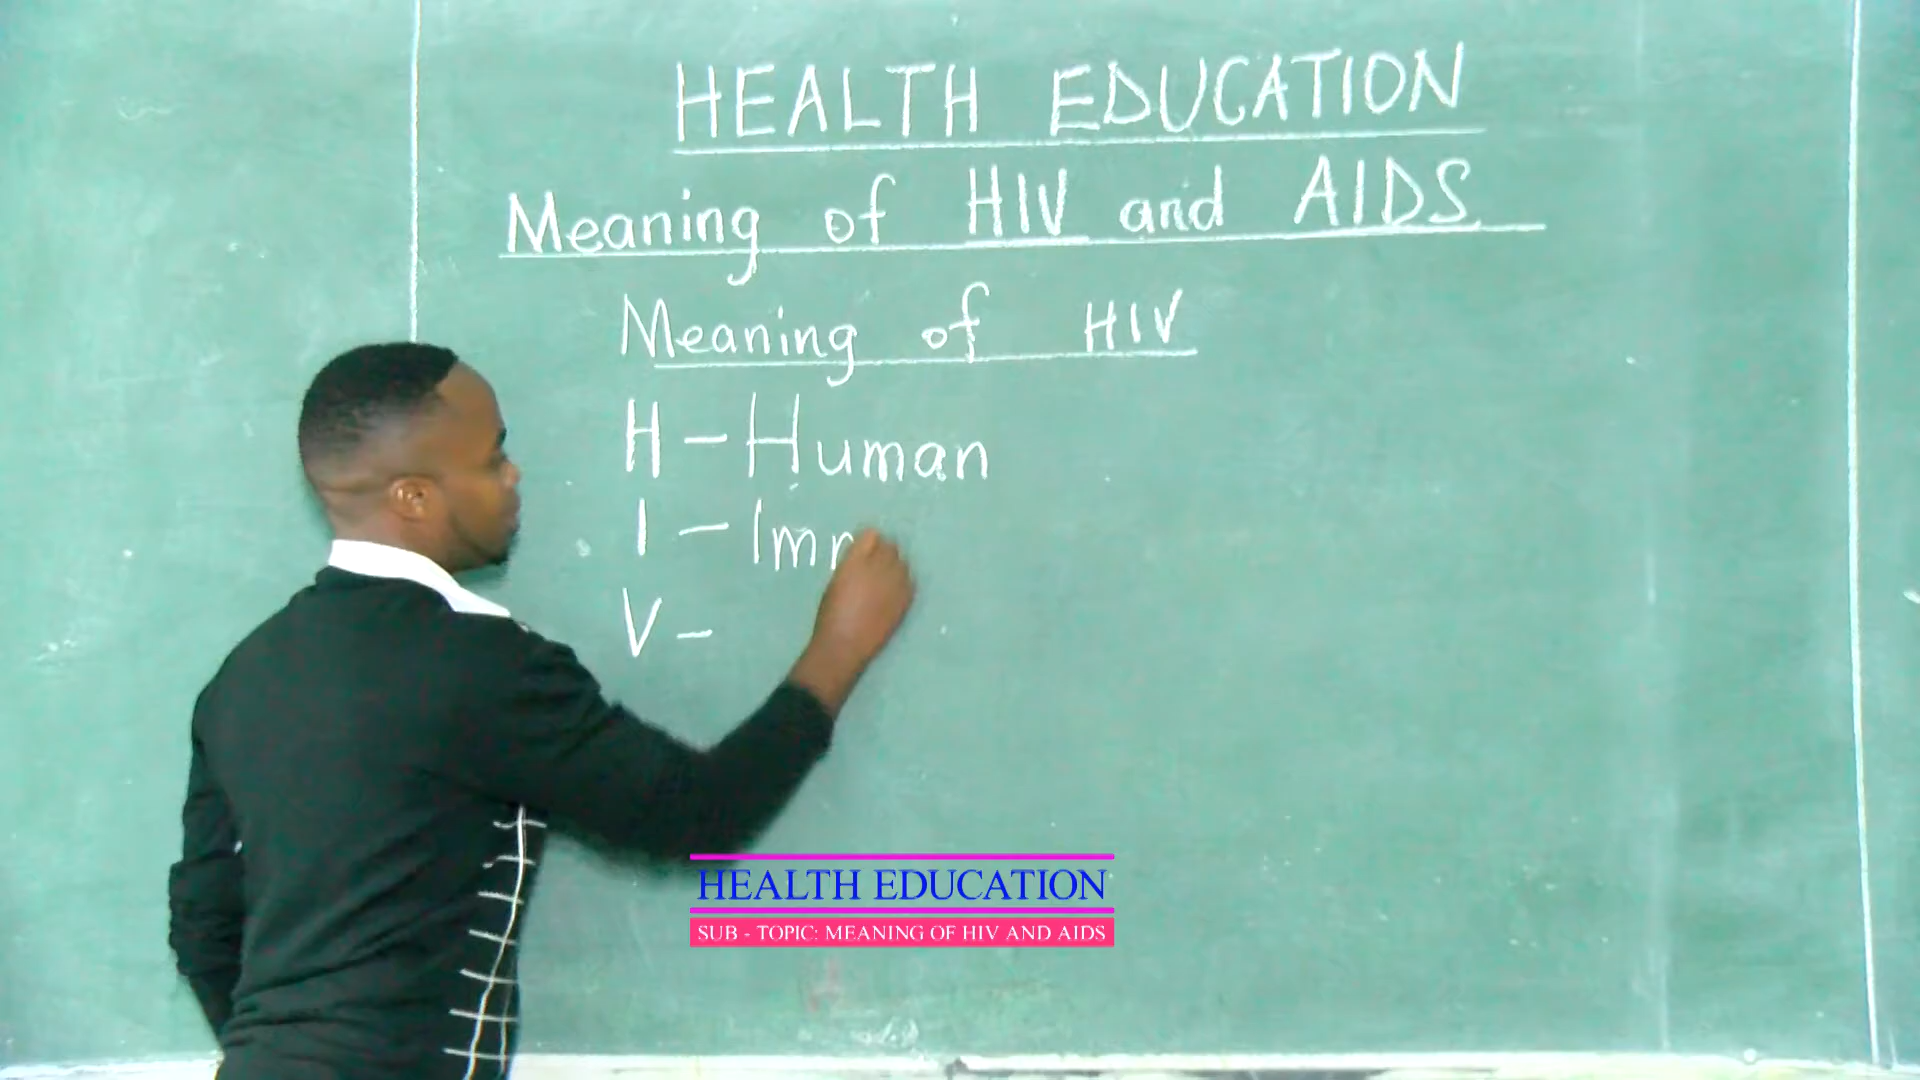 HEALTH EDUCATION
Meaning of HIV and AIDS
Meaning of HIV
H - Human
I - Imm
V -
HEALTH EDUCATION
SUB - TOPIC: MEANING OF HIV AND AIDS